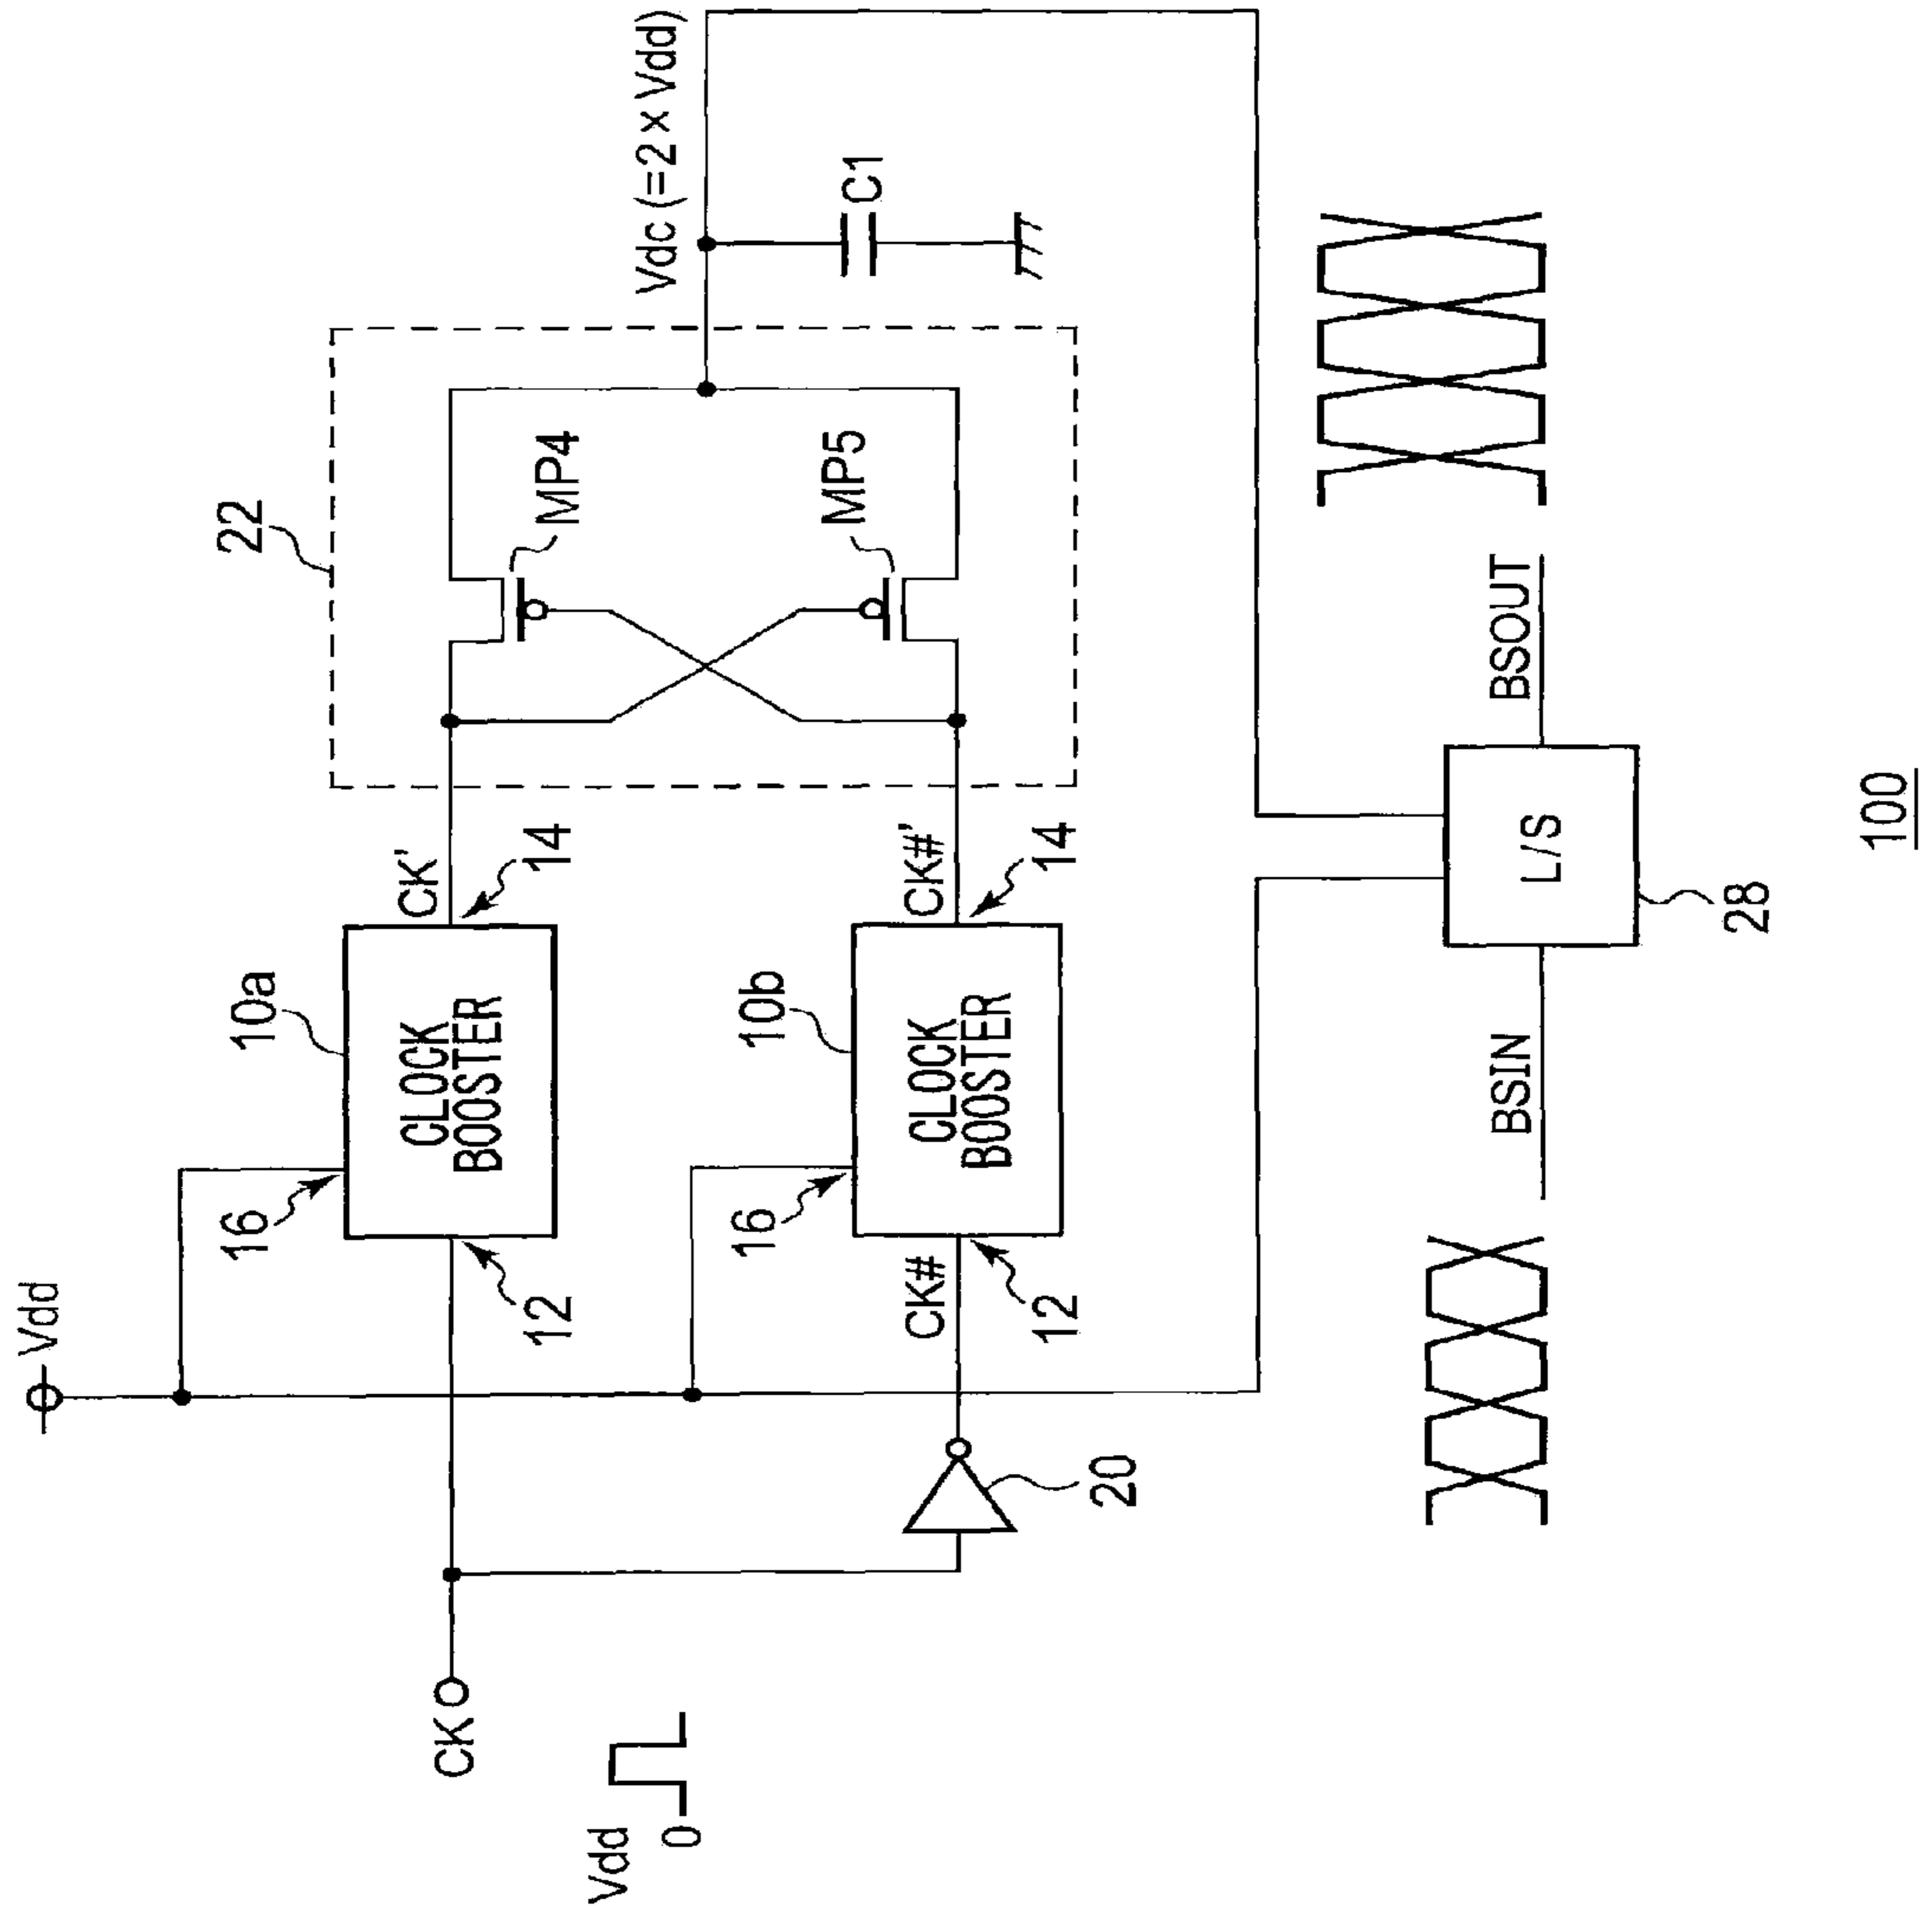 Vdd
22
Vdc (=2 x Vdd)
16
10a
CK'
14
MP4
C1
CLOCK
BOOSTER
CK
12
Vdd
0
16
10b
CK#'
14
MP5
CLOCK
BOOSTER
CK#
12
20
BSIN
L/S
BSOUT
28
100